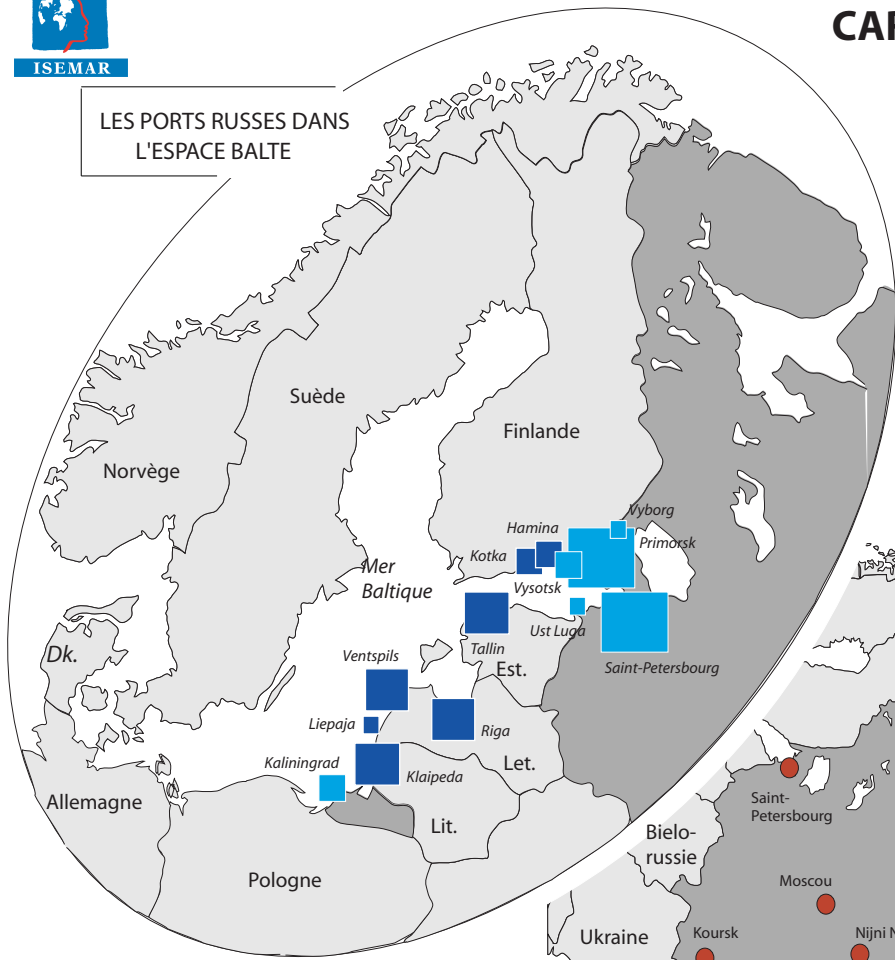 CAR
ISEMAR
LES PORTS RUSSES DANS
L'ESPACE BALTE
Suède
Finlande
Norvège
Vyborg
Hamina
Primorsk
Kotka
Mer
Baltique
Vysotsk
Ust Luga
Dk.
Tallin
Ventspils
Est.
Saint-Petersbourg
Liepaja
Riga
Kaliningrad
Klaipeda
Let.
Allemagne
Lit.
Saint-
Petersbourg
Bielo-
russie
Pologne
Moscou
Ukraine
Koursk
Nijni N